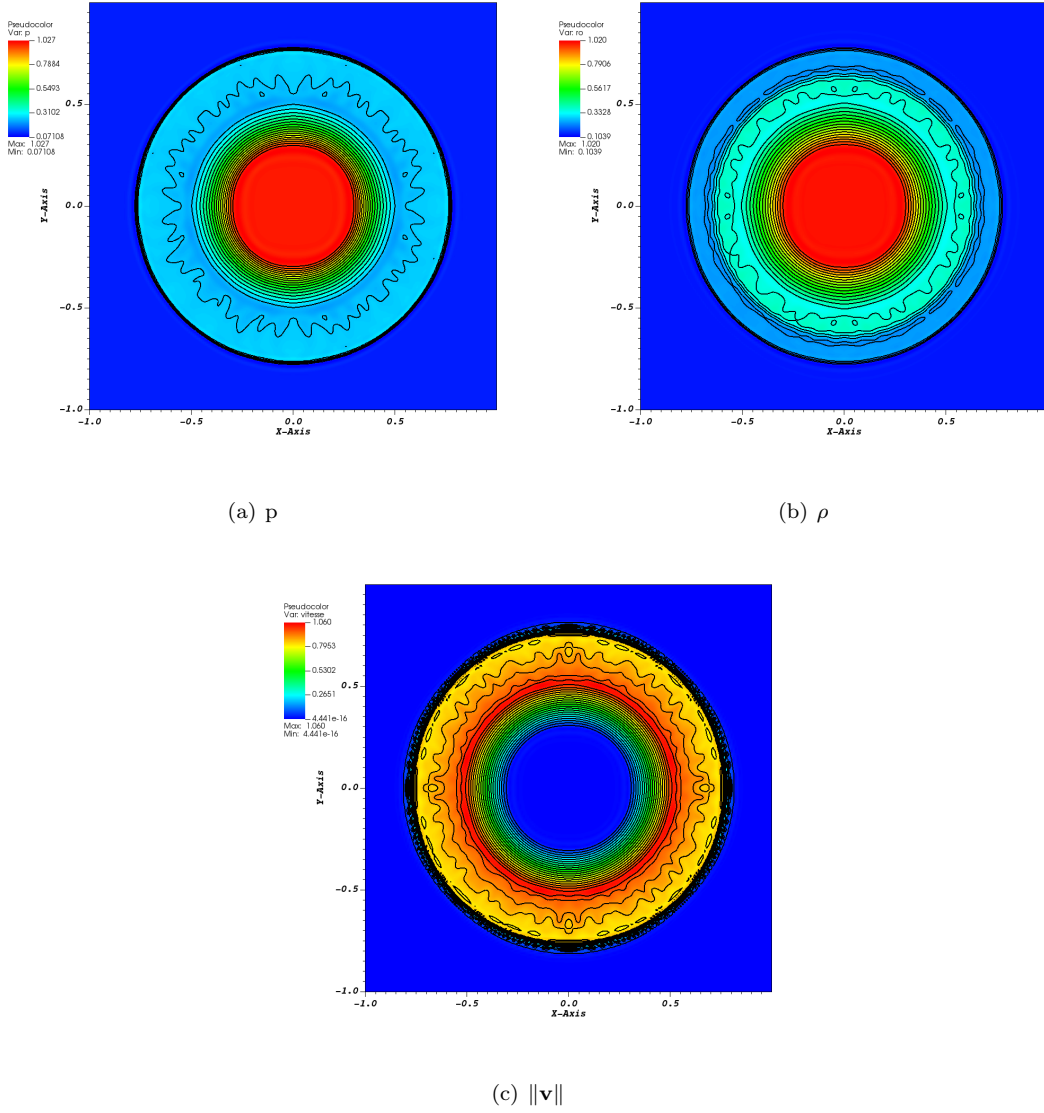 Pseudocolor
Var: p
1.027
0.7884
0.5493
0.3102
0.07108
Max: 1.027
Min: 0.07108
0.5
0.0
-0.5
-1.0
Y-Axis
-1.0
-0.5
0.0
0.5
X-Axis
(a) p
Pseudocolor
Var: ro
1.020
0.7906
0.5617
0.3328
0.1039
Max: 1.020
Min: 0.1039
0.5
0.0
-0.5
-1.0
Y-Axis
-1.0
-0.5
0.0
0.5
X-Axis
(b) ρ
Pseudocolor
Var: vitesse
1.060
0.7953
0.5302
0.2651
4.441e-16
Max: 1.060
Min: 4.441e-16
0.5
0.0
-0.5
-1.0
Y-Axis
-1.0
-0.5
0.0
0.5
X-Axis
(c) ‖v‖